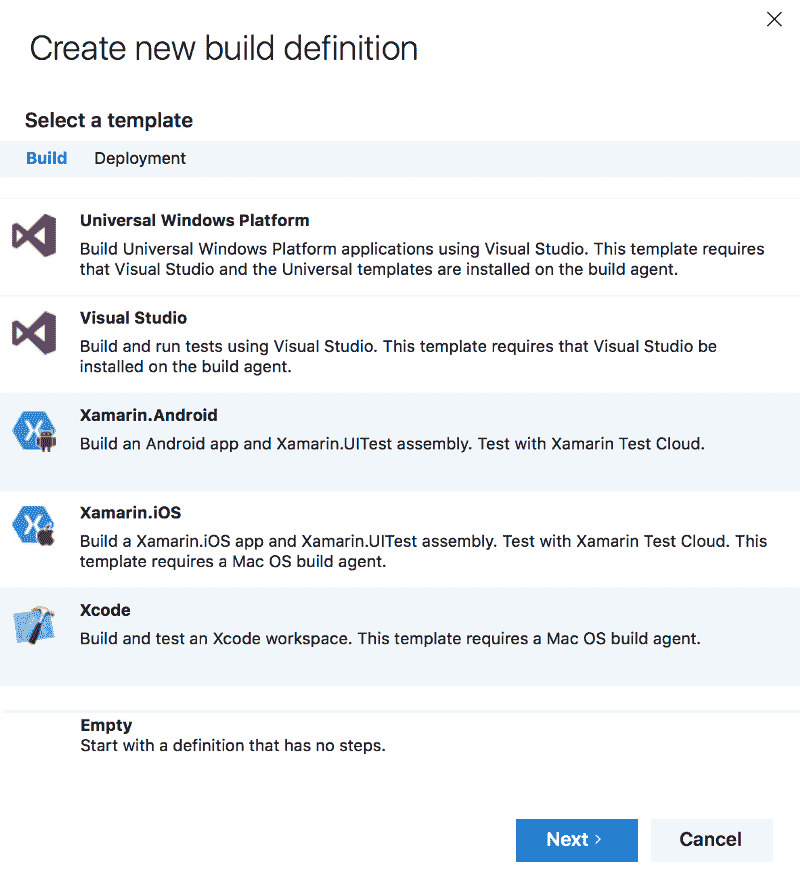 Create new build definition
Select a template
Build Deployment
Universal Windows Platform
Build Universal Windows Platform applications using Visual Studio. This template requires
that Visual Studio and the Universal templates are installed on the build agent.
Visual Studio
Build and run tests using Visual Studio. This template requires that Visual Studio be
installed on the build agent.
Xamarin.Android
Build an Android app and Xamarin.UITest assembly. Test with Xamarin Test Cloud.
Xamarin.iOS
Build a Xamarin.iOS app and Xamarin.UITest assembly. Test with Xamarin Test Cloud. This
template requires a Mac OS build agent.
Xcode
Build and test an Xcode workspace. This template requires a Mac OS build agent.
Empty
Start with a definition that has no steps.
Next > Cancel